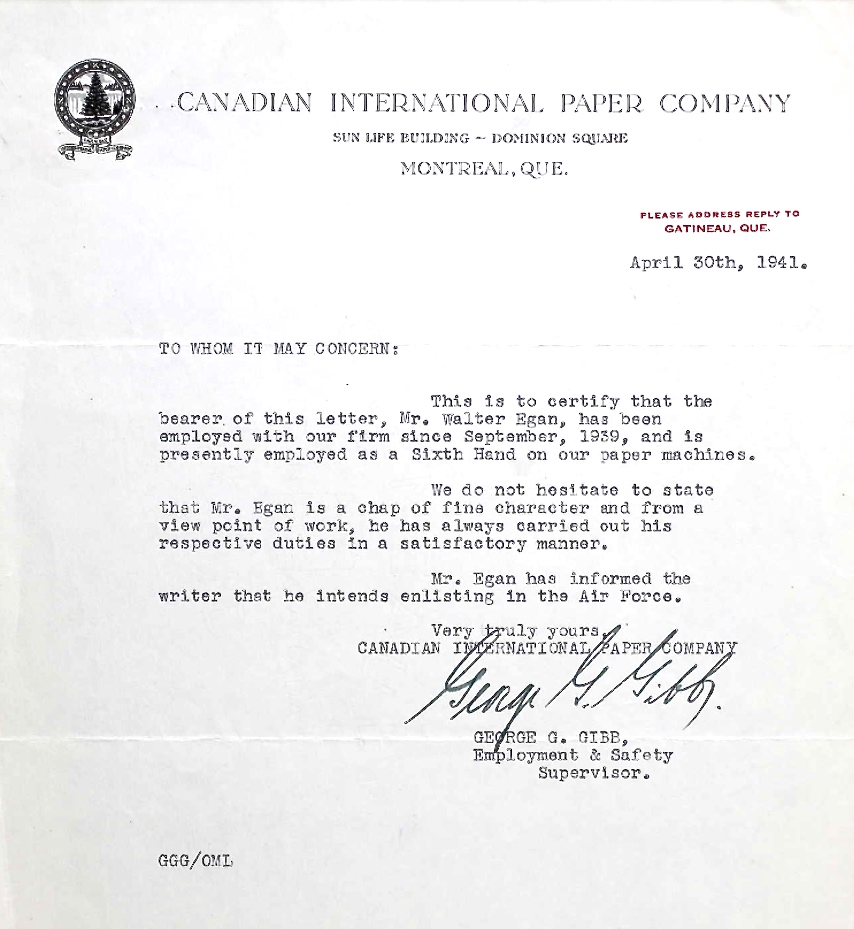 CANADIAN INTERNATIONAL PAPER COMPANY
SUN LIFE BUILDING ~ DOMINION SQUARE
MONTREAL, QUE.
PLEASE ADDRESS REPLY TO
GATINEAU, QUE.
April 30th, 1941.
TO WHOM IT MAY CONCERN:
This is to certify that the
bearer of this letter, Mr. Walter Egan, has been
employed with our firm since September, 1939, and is
presently employed as a Sixth Hand on our paper machines.
We do not hesitate to state
that Mr. Egan is a chap of fine character and from a
view point of work, he has always carried out his
respective duties in a satisfactory manner.
Mr. Egan has informed the
writer that he intends enlisting in the Air Force.
Very truly yours,
CANADIAN INTERNATIONAL PAPER COMPANY
George G. Gibb.
GEORGE G. GIBB,
Employment & Safety
Supervisor.
GGG/OML